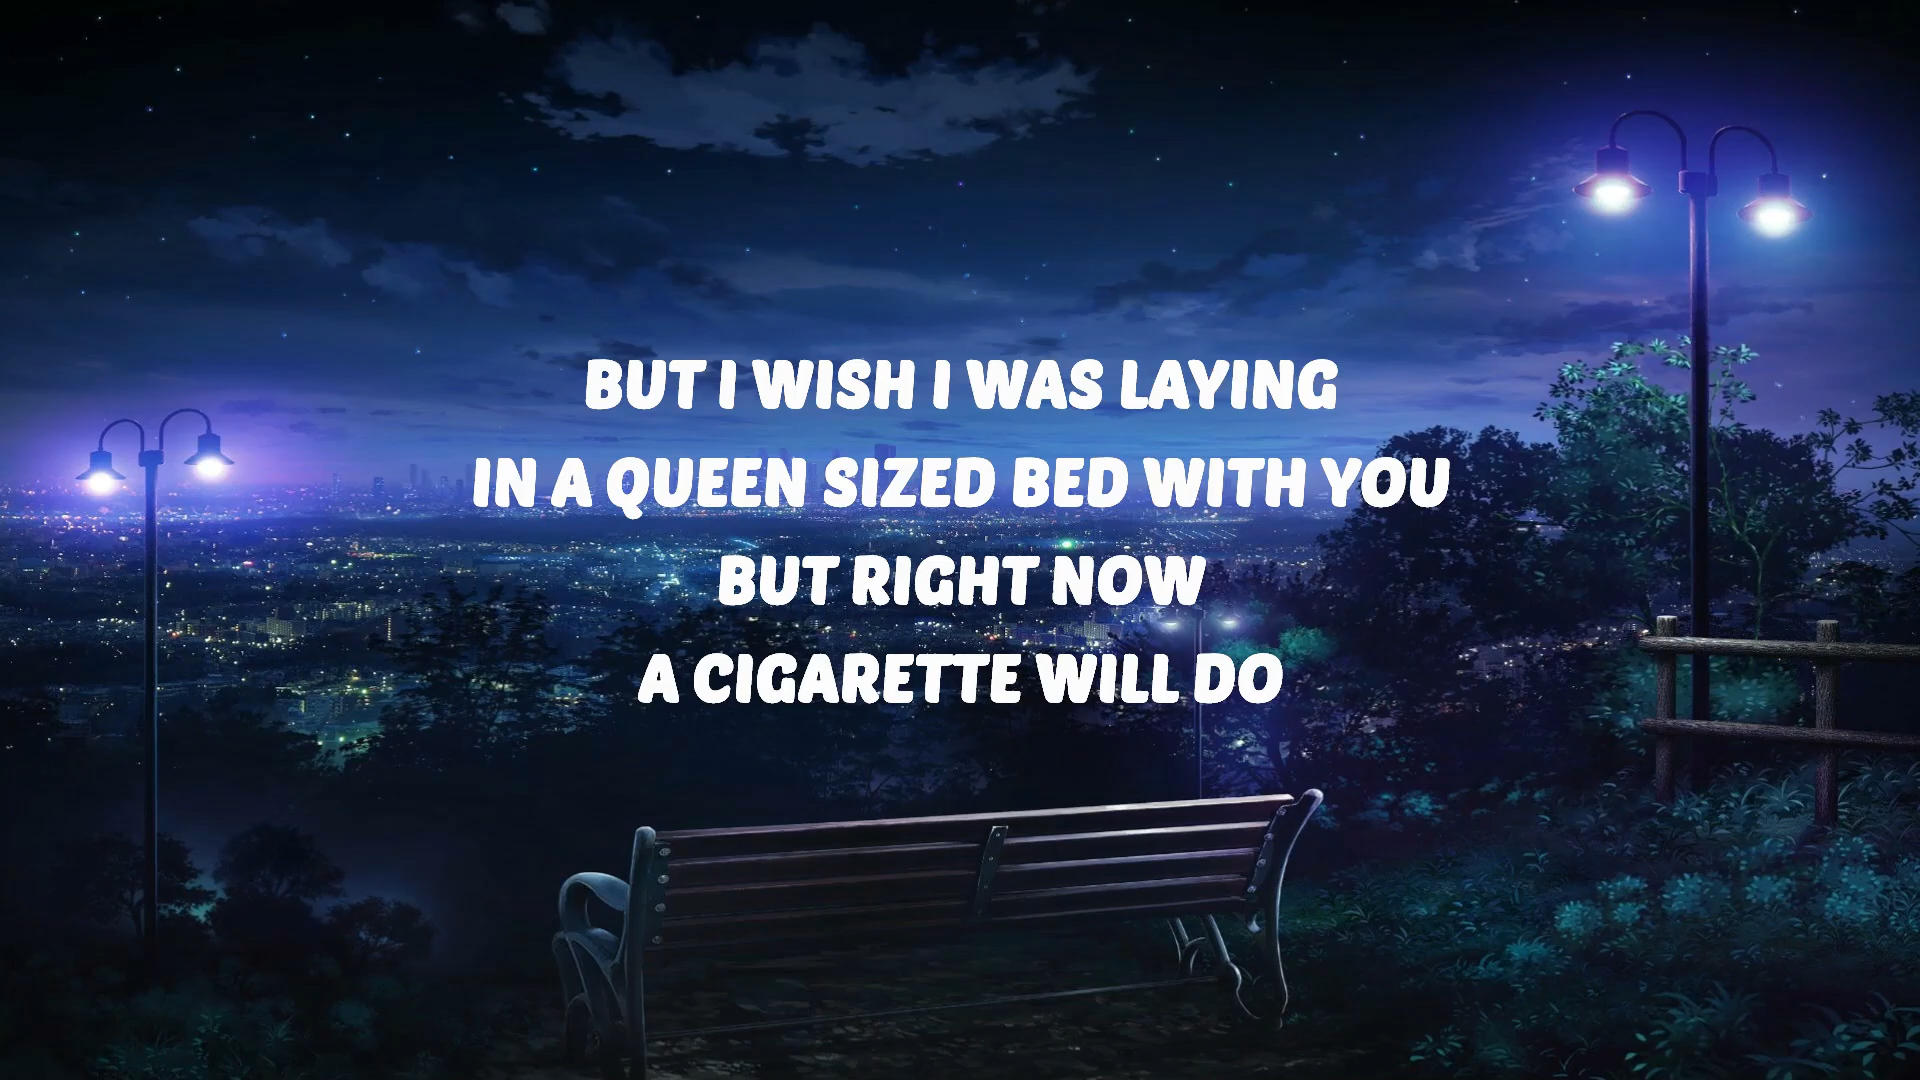 BUT I WISH I WAS LAYING
IN A QUEEN SIZED BED WITH YOU
BUT RIGHT NOW
A CIGARETTE WILL DO